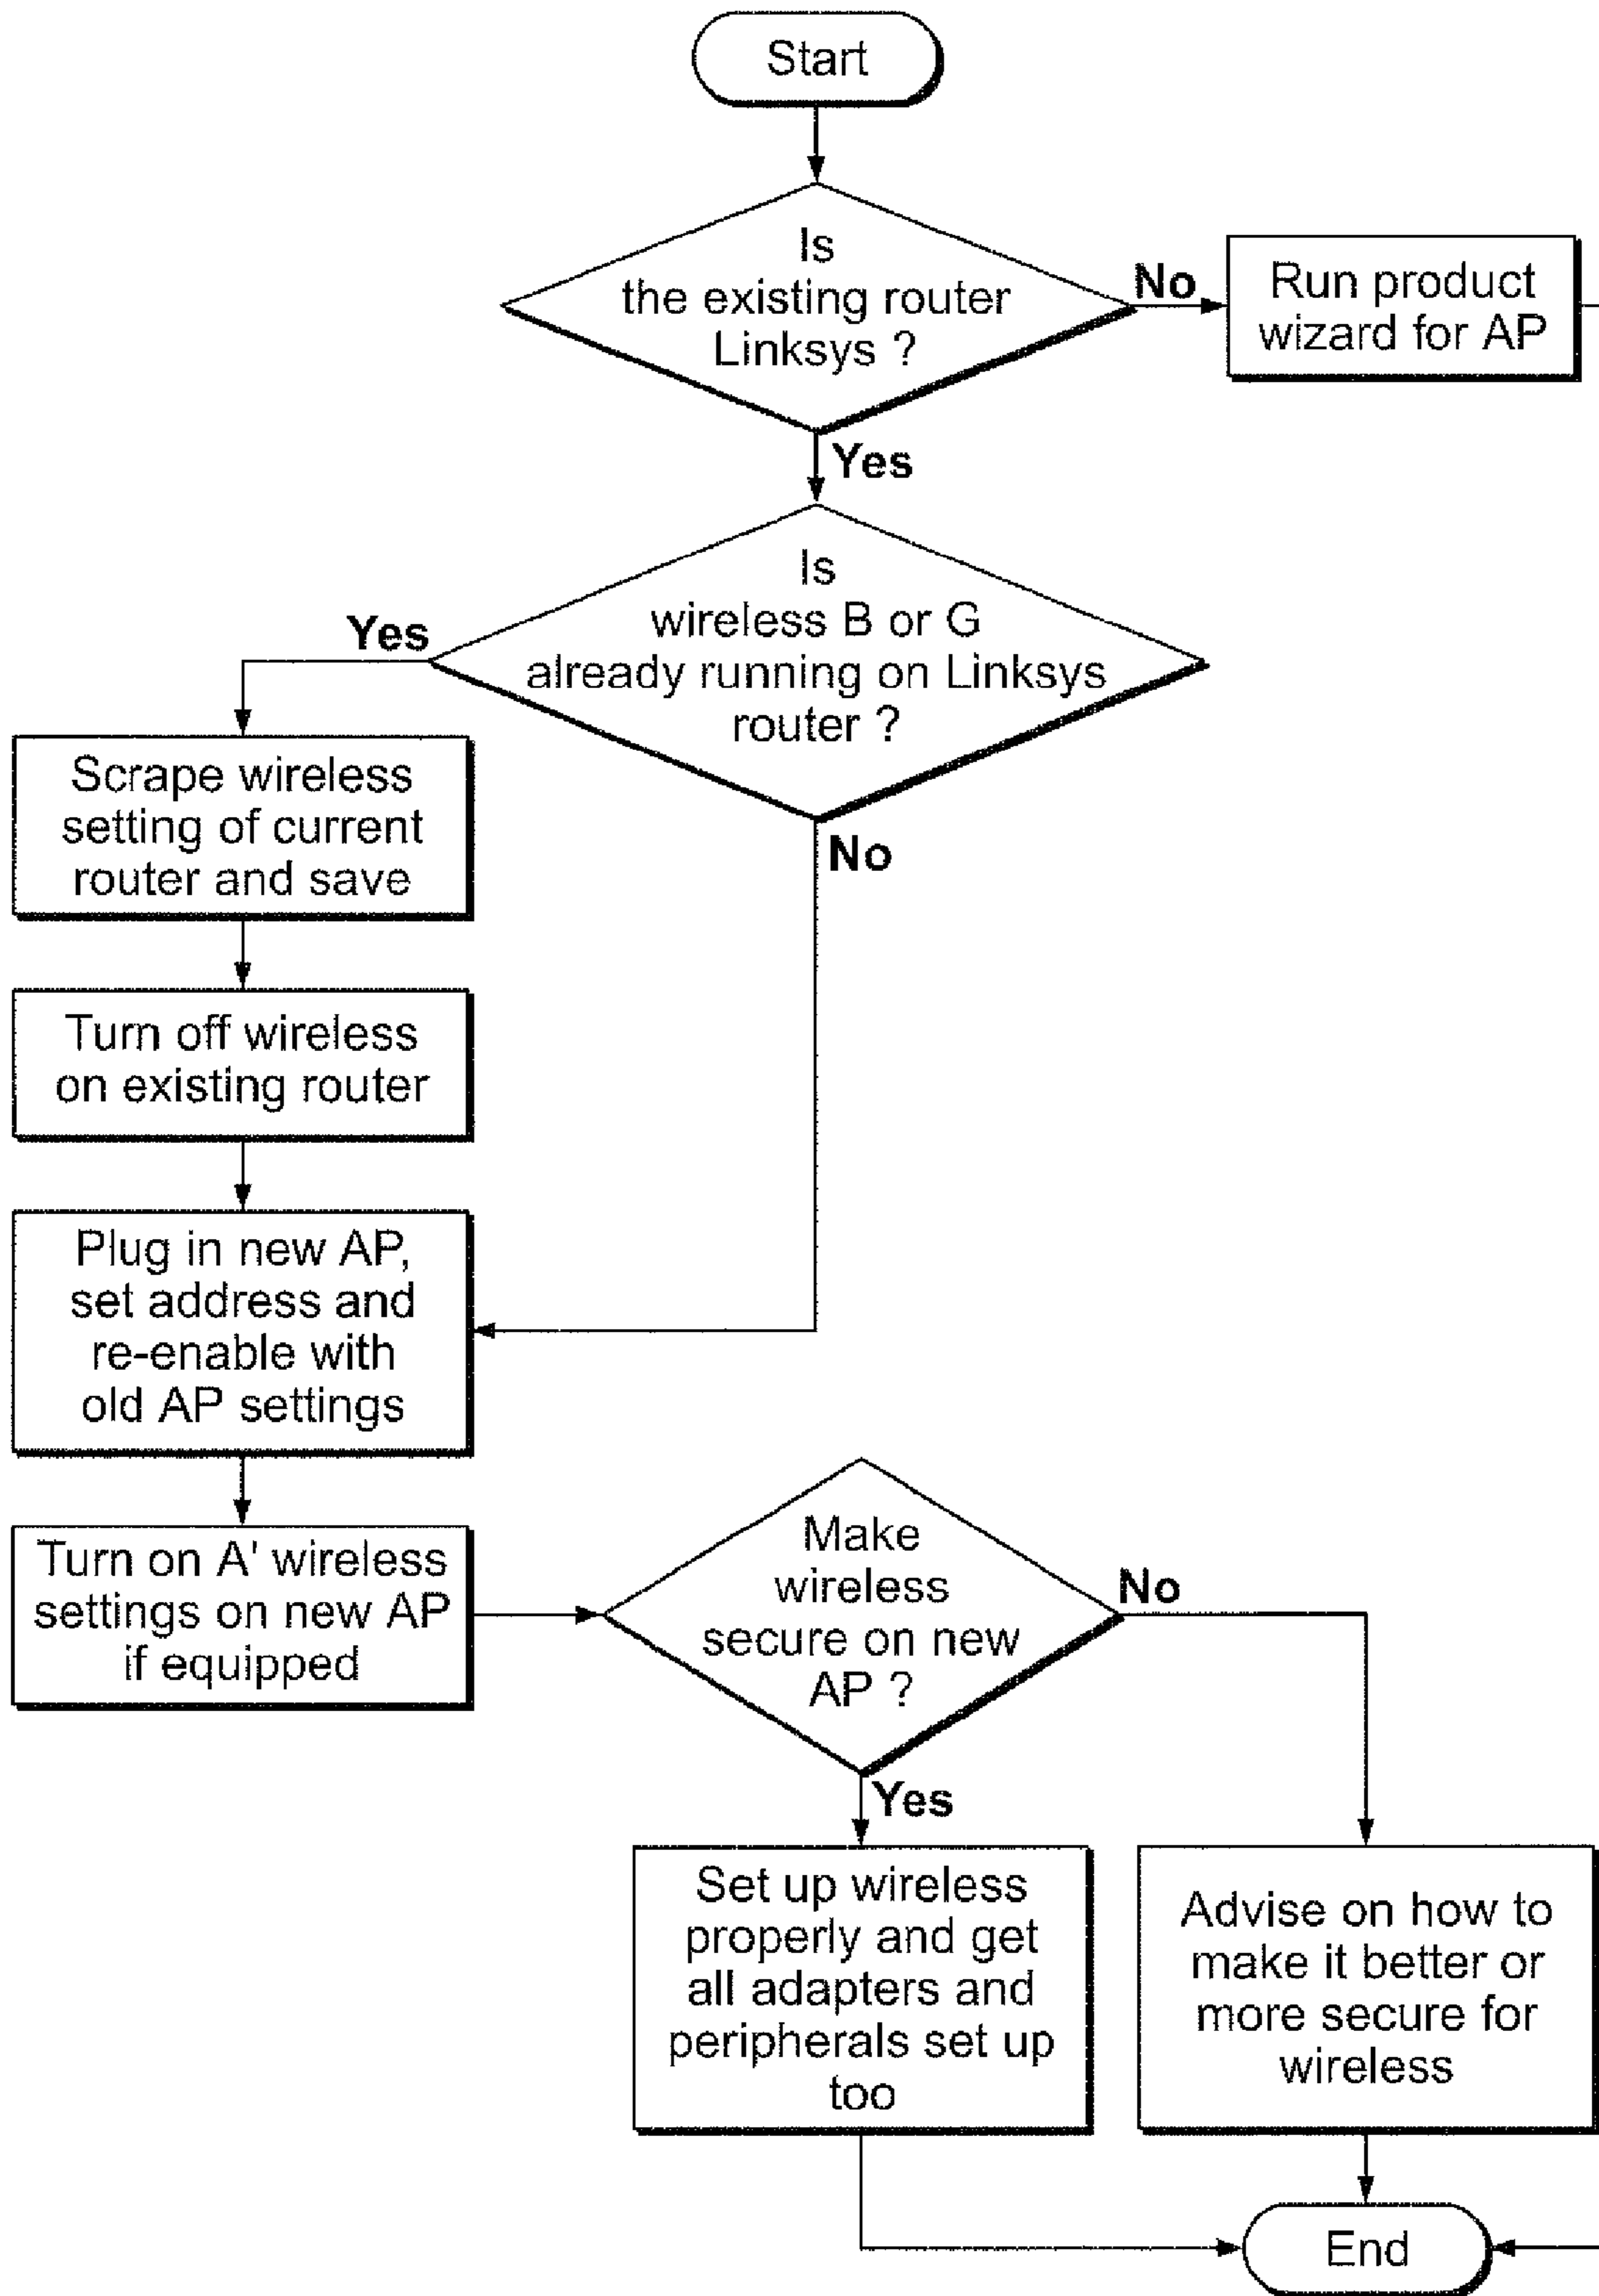 Start
Is
the existing router
Linksys ?
No
Run product
wizard for AP
Yes
Is
wireless B or G
already running on Linksys
router ?
Yes
No
Scrape wireless
setting of current
router and save
Turn off wireless
on existing router
Plug in new AP,
set address and
re-enable with
old AP settings
Turn on A' wireless
settings on new AP
if equipped
Make
wireless
secure on new
AP ?
No
Yes
Set up wireless
properly and get
all adapters and
peripherals set up
too
Advise on how to
make it better or
more secure for
wireless
End